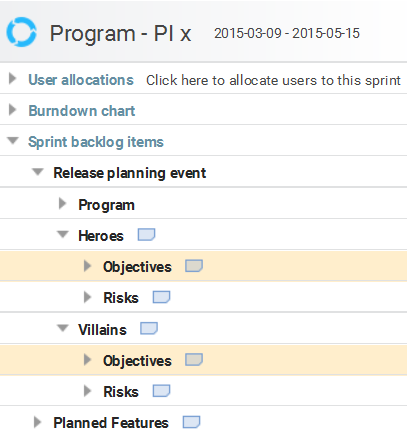 Program - PI x 2015-03-09 - 2015-05-15
User allocations Click here to allocate users to this sprint
Burndown chart
Sprint backlog items
Release planning event
Program
Heroes
Objectives
Risks
Villains
Objectives
Risks
Planned Features